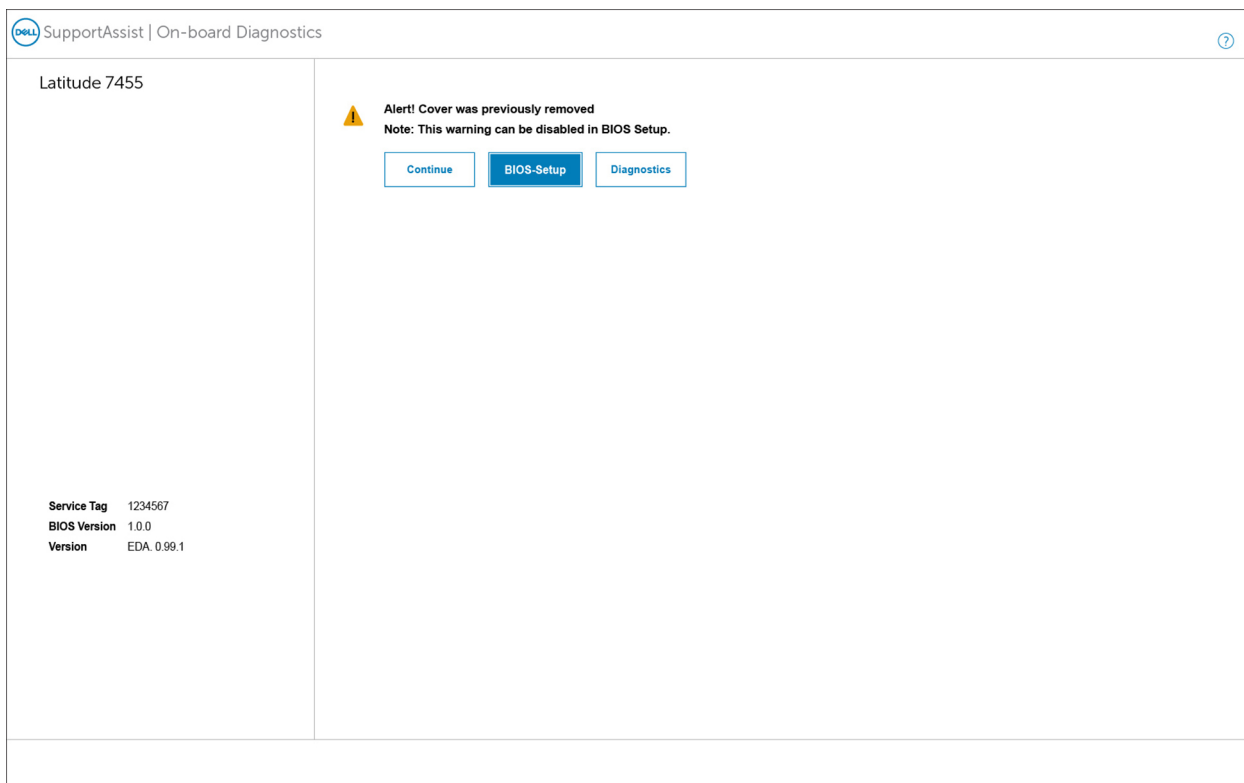 DELL SupportAssist | On-board Diagnostics
?
Latitude 7455
Alert! Cover was previously removed
Note: This warning can be disabled in BIOS Setup.
Continue BIOS-Setup Diagnostics
Service Tag 1234567
BIOS Version 1.0.0
Version EDA. 0.99.1